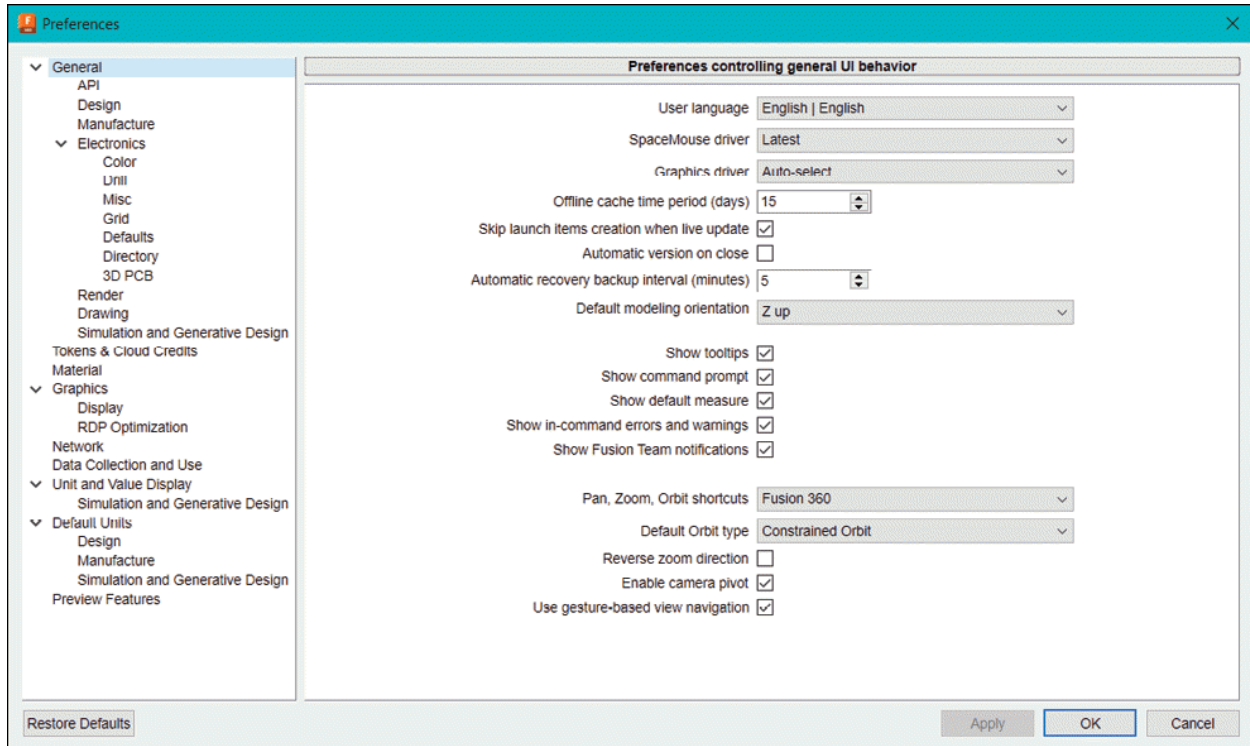 Preferences
General
API
Design
Manufacture
Electronics
Color
Drill
Misc
Grid
Defaults
Directory
3D PCB
Render
Drawing
Simulation and Generative Design
Tokens & Cloud Credits
Material
Graphics
Display
RDP Optimization
Network
Data Collection and Use
Unit and Value Display
Simulation and Generative Design
Default Units
Design
Manufacture
Simulation and Generative Design
Preview Features
Preferences controlling general UI behavior
User language English | English
SpaceMouse driver Latest
Graphics driver Auto-select
Offline cache time period (days) 15
Skip launch items creation when live update
Automatic version on close
Automatic recovery backup interval (minutes) 5
Default modeling orientation Z up
Show tooltips
Show command prompt
Show default measure
Show in-command errors and warnings
Show Fusion Team notifications
Pan, Zoom, Orbit shortcuts Fusion 360
Default Orbit type Constrained Orbit
Reverse zoom direction
Enable camera pivot
Use gesture-based view navigation
Restore Defaults Apply OK Cancel